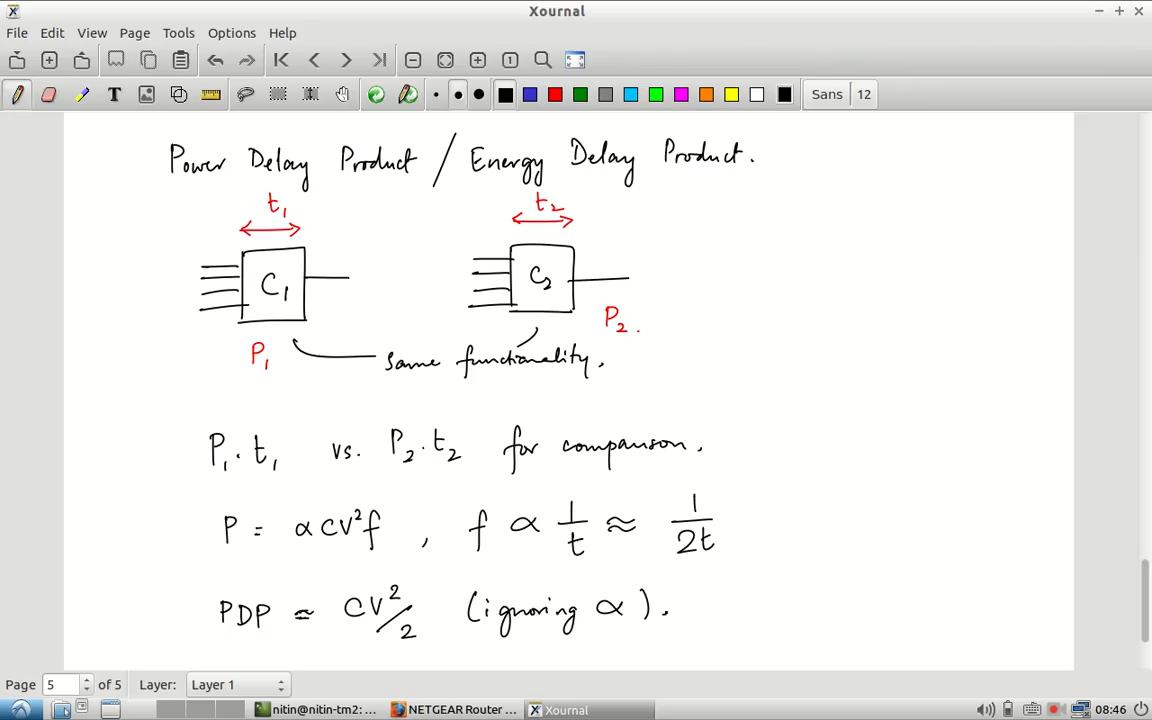 Xournal
File Edit View Page Tools Options Help
Sans 12
Power Delay Product / Energy Delay Product.
t₁ t₂
C₁ C₂
P₁ P₂.
same functionality.
P₁. t₁ vs. P₂. t₂ for comparison.
P = αCV²f , f ∝ 1/t ≈ 1/2t
PDP ≈ CV²/2 (ignoring α).
Page 5 of 5 Layer: Layer 1
nitin@nitin-tm2: ... NETGEAR Router ... Xournal 08:46